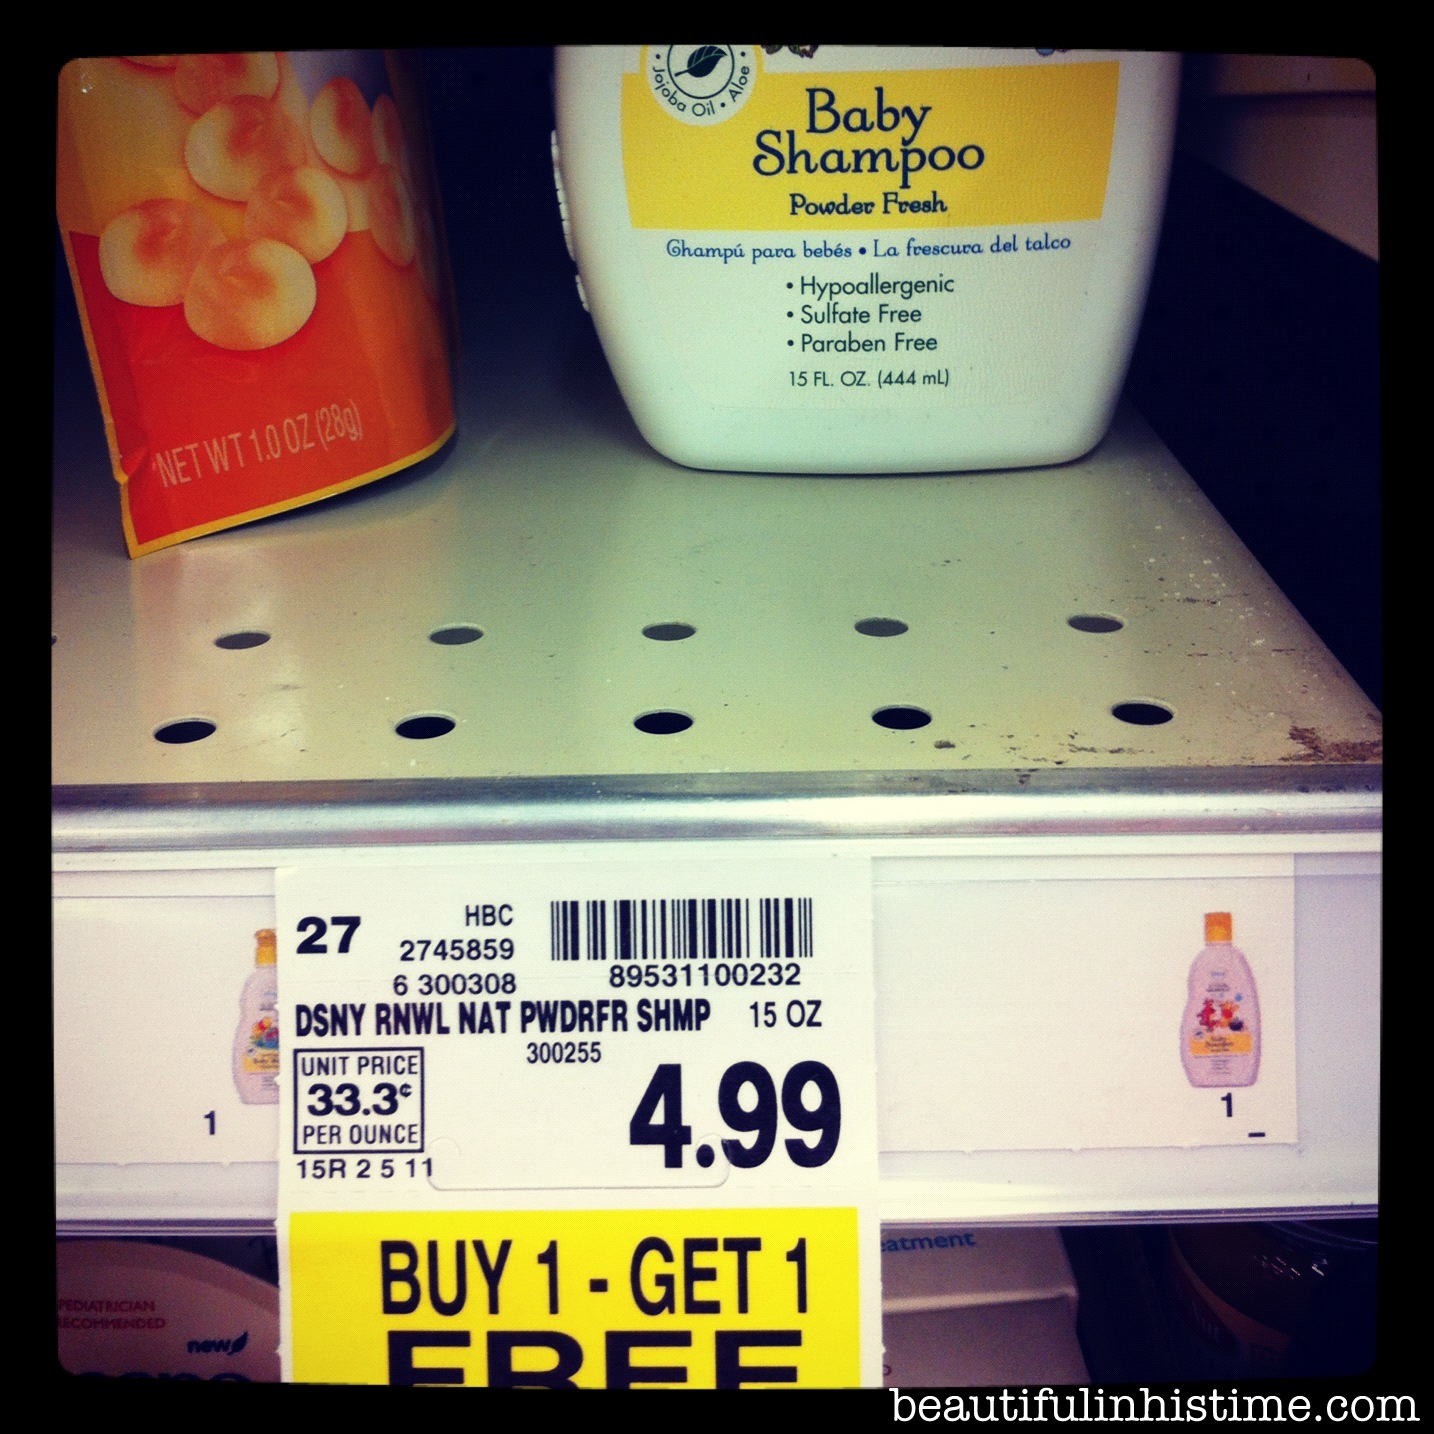 Jojoba Oil • Aloe
Baby
Shampoo
Powder Fresh
Champú para bebés • La frescura del talco
• Hypoallergenic
• Sulfate Free
• Paraben Free
15 FL. OZ. (444 mL)
NET WT 1.0 OZ (28g)
27
HBC
2745859
6 300308
89531100232
DSNY RNWL NAT PWDRFR SHMP 15 OZ
300255
UNIT PRICE
33.3¢
PER OUNCE
4.99
15R 2 5 11
1
1
BUY 1 - GET 1
FREE
PEDIATRICIAN
RECOMMENDED
new
eatment
beautifulinhistime.com